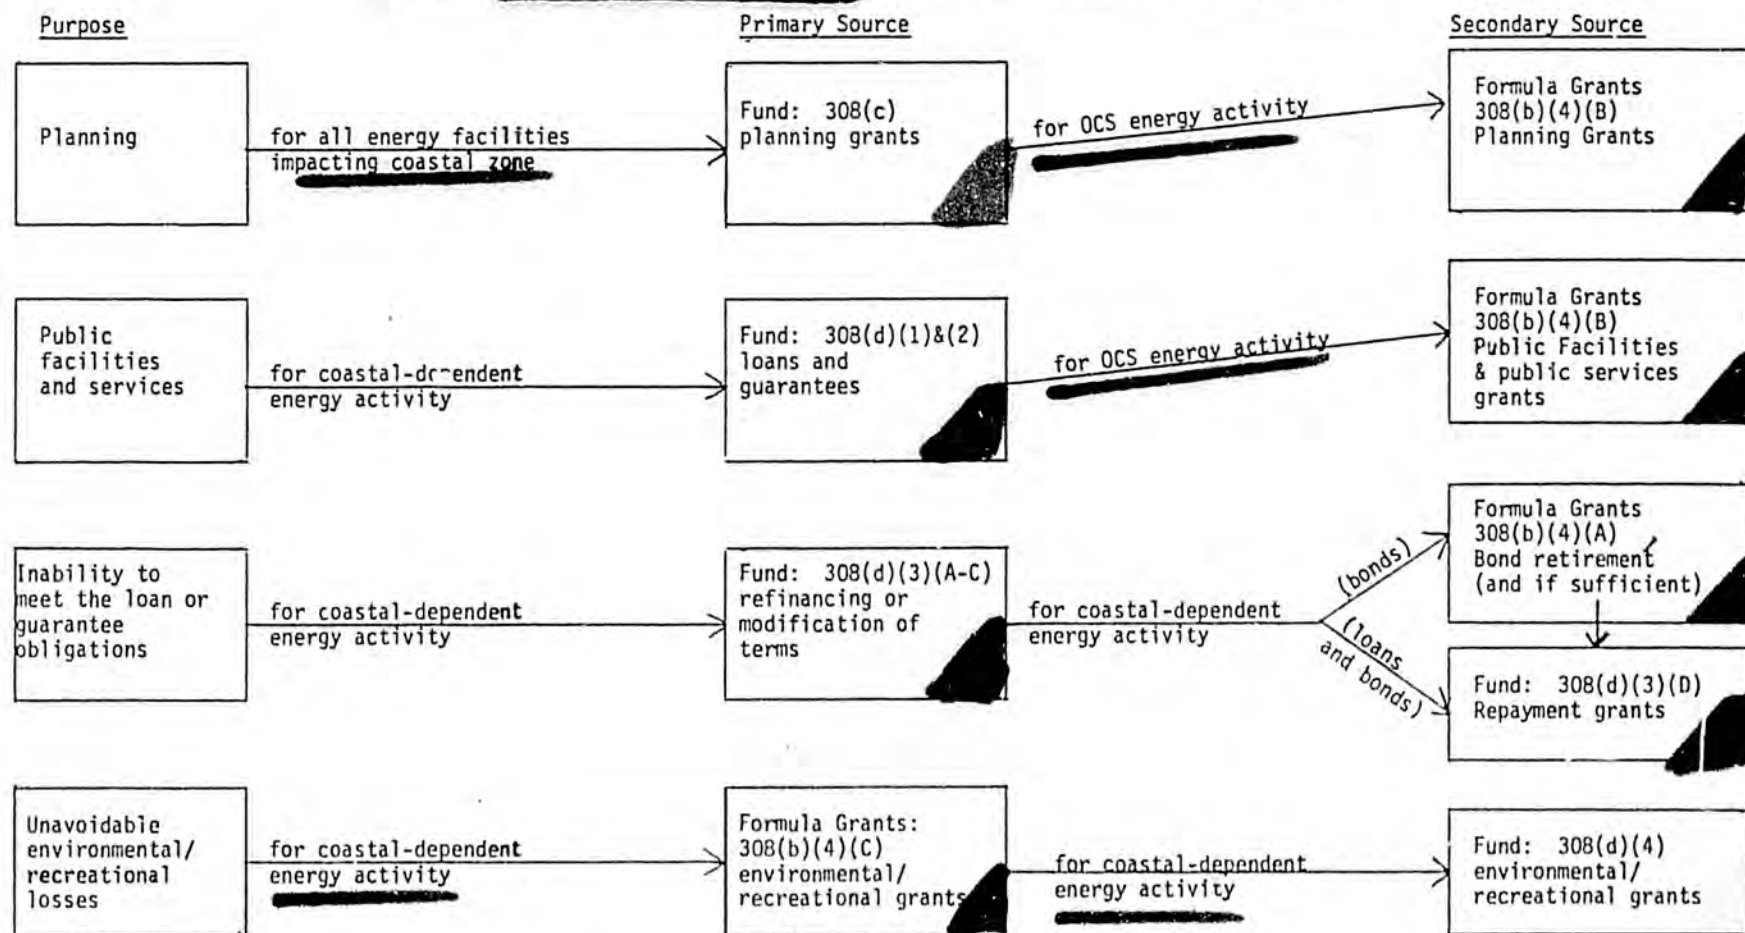 Purpose
Primary Source
Secondary Source
Planning
for all energy facilities
impacting coastal zone
Fund: 308(c)
planning grants
for OCS energy activity
Formula Grants
308(b)(4)(B)
Planning Grants
Public
facilities
and services
for coastal-dependent
energy activity
Fund: 308(d)(1)&(2)
loans and
guarantees
for OCS energy activity
Formula Grants
308(b)(4)(B)
Public Facilities
& public services
grants
Inability to
meet the loan or
guarantee
obligations
for coastal-dependent
energy activity
Fund: 308(d)(3)(A-C)
refinancing or
modification of
terms
for coastal-dependent
energy activity
(bonds)
(loans
and bonds)
Formula Grants
308(b)(4)(A)
Bond retirement
(and if sufficient)
Fund: 308(d)(3)(D)
Repayment grants
Unavoidable
environmental/
recreational
losses
for coastal-dependent
energy activity
Formula Grants:
308(b)(4)(C)
environmental/
recreational grants
for coastal-dependent
energy activity
Fund: 308(d)(4)
environmental/
recreational grants